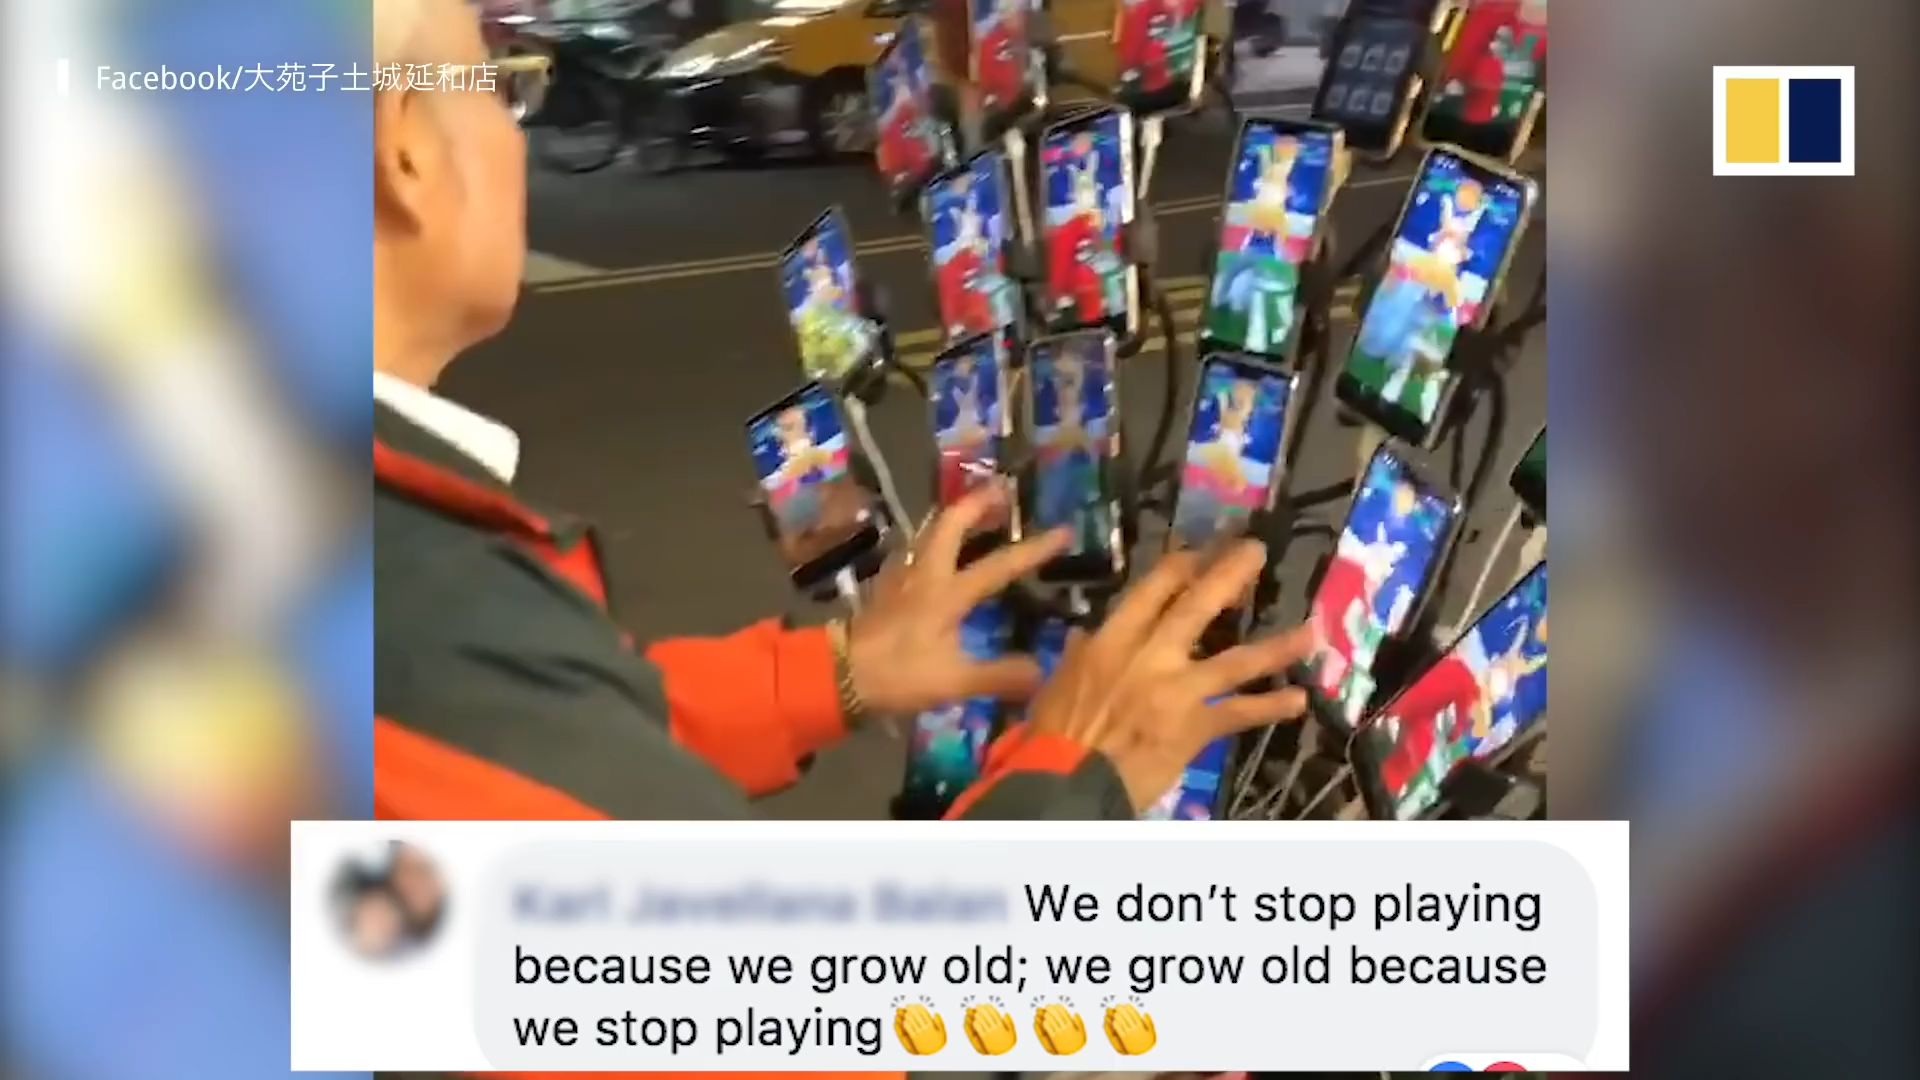 Facebook/大苑子土城延和店
We don’t stop playing
because we grow old; we grow old because
we stop playing👏👏👏👏